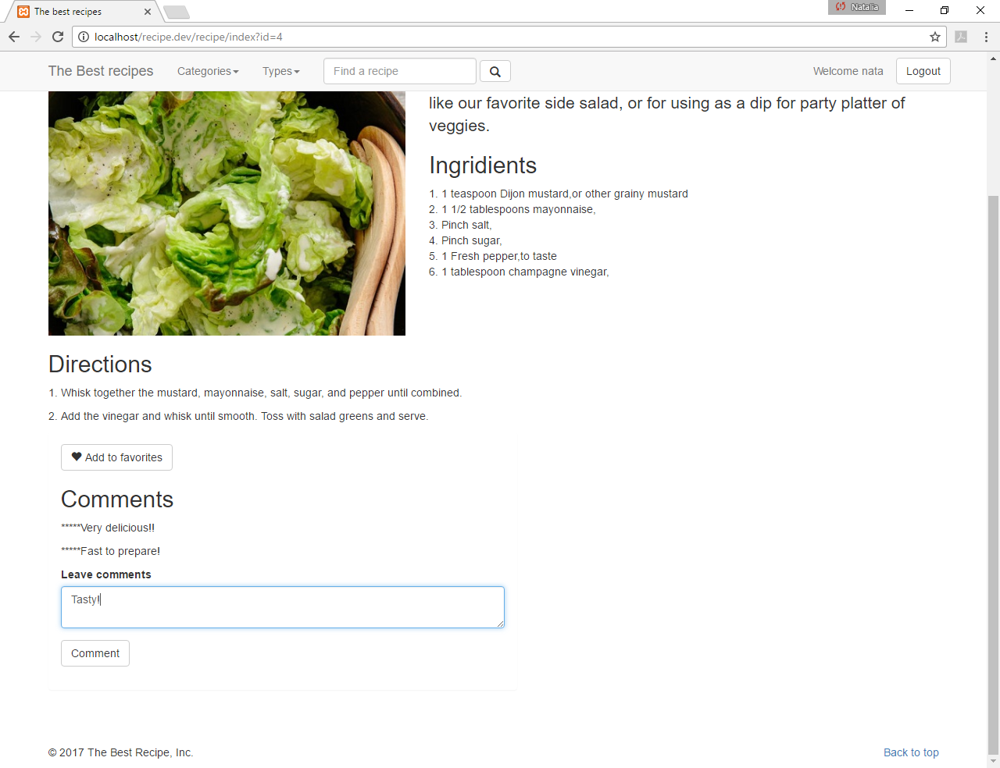 The best recipes
Natalia
localhost/recipe.dev/recipe/index?id=4
The Best recipes
Categories
Types
Find a recipe
Welcome nata
Logout
like our favorite side salad, or for using as a dip for party platter of
veggies.
Ingridients
1. 1 teaspoon Dijon mustard,or other grainy mustard
2. 1 1/2 tablespoons mayonnaise,
3. Pinch salt,
4. Pinch sugar,
5. 1 Fresh pepper,to taste
6. 1 tablespoon champagne vinegar,
Directions
1. Whisk together the mustard, mayonnaise, salt, sugar, and pepper until combined.
2. Add the vinegar and whisk until smooth. Toss with salad greens and serve.
Add to favorites
Comments
*****Very delicious!!
*****Fast to prepare!
Leave comments
Tasty!
Comment
© 2017 The Best Recipe, Inc.
Back to top